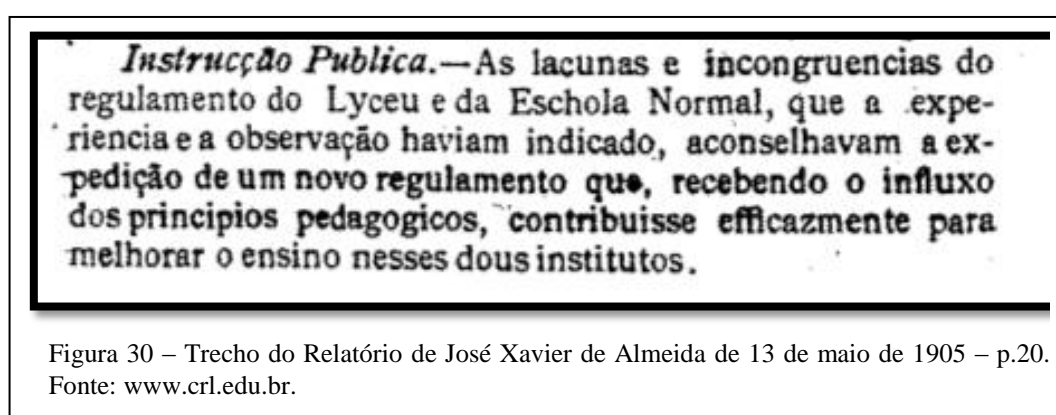 Instrucção Publica.—As lacunas e incongruencias do
regulamento do Lyceu e da Eschola Normal, que a expe-
riencia e a observação haviam indicado, aconselhavam a ex-
pedição de um novo regulamento que, recebendo o influxo
dos principios pedagogicos, contribuisse efficazmente para
melhorar o ensino nesses dous institutos.
Figura 30 – Trecho do Relatório de José Xavier de Almeida de 13 de maio de 1905 – p.20.
Fonte: www.crl.edu.br.